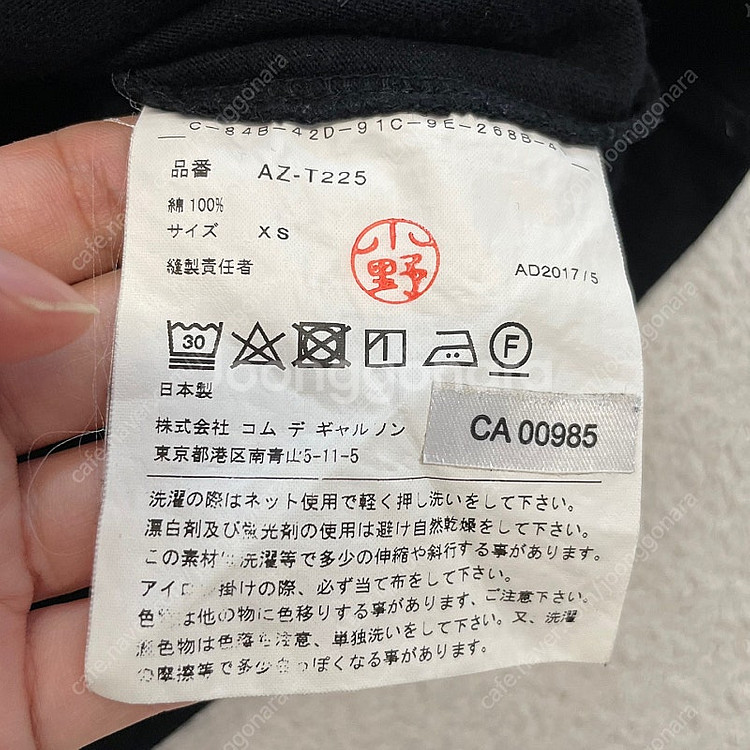 C-84B-42D-91C-9E-268B-4
品番 AZ-T225
綿 100%
サイズ XS
小野
縫製責任者
AD2017/5
30
F
日本製
株式会社 コム デ ギャルソン
東京都港区南青山5-11-5
CA 00985
洗濯の際はネット使用で軽く押し洗いをして下さい。
漂白剤及び蛍光剤の使用は避け自然乾燥をして下さい。
この素材は洗濯等で多少の伸縮や斜行する事があります。
アイロン掛けの際、必ず当て布をして下さい。
色物は他の物に色移りする事があります、ご注意下さい。
濃色物は色落ち注意、単独洗いをして下さい。又、洗濯
の摩擦等で多少白っぽくなる事があります。
joonggonara
cafe.naver.com/joonggonara